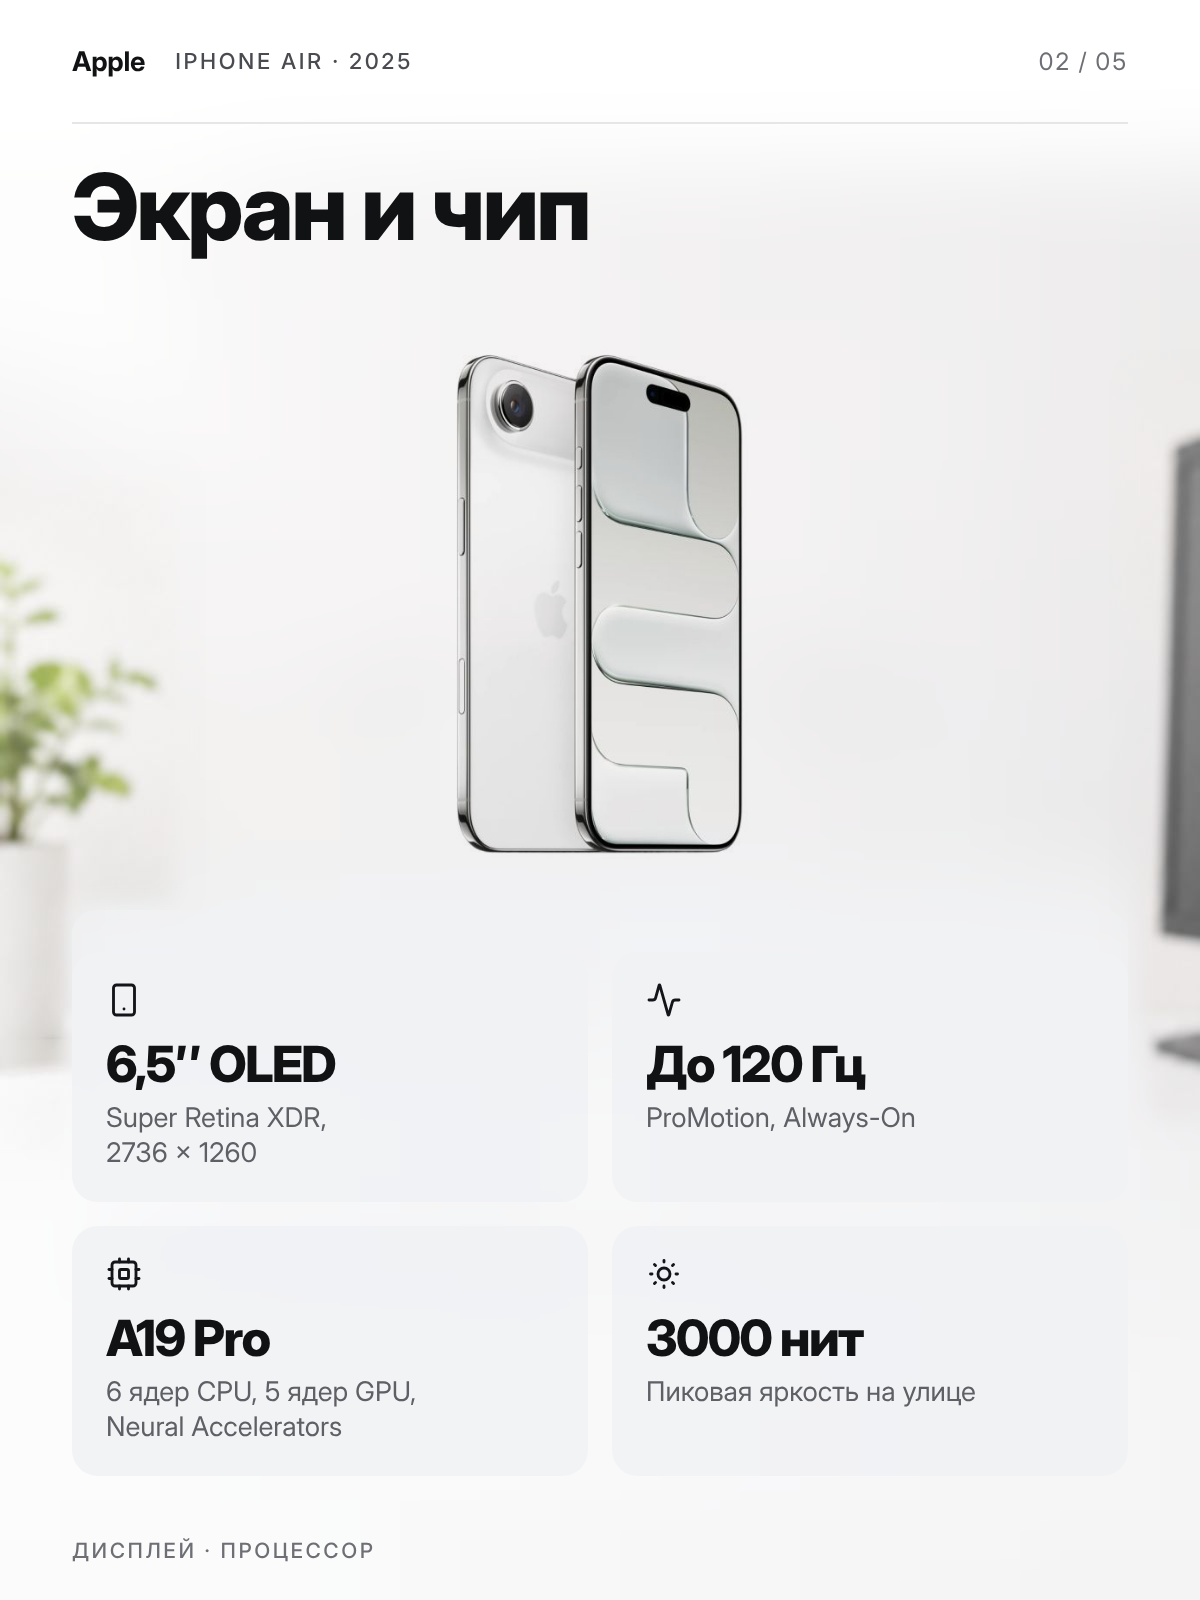 Apple IPHONE AIR · 2025 02 / 05
Экран и чип
6,5′′ OLED
Super Retina XDR,
2736 × 1260
До 120 Гц
ProMotion, Always-On
A19 Pro
6 ядер CPU, 5 ядер GPU,
Neural Accelerators
3000 нит
Пиковая яркость на улице
ДИСПЛЕЙ · ПРОЦЕССОР